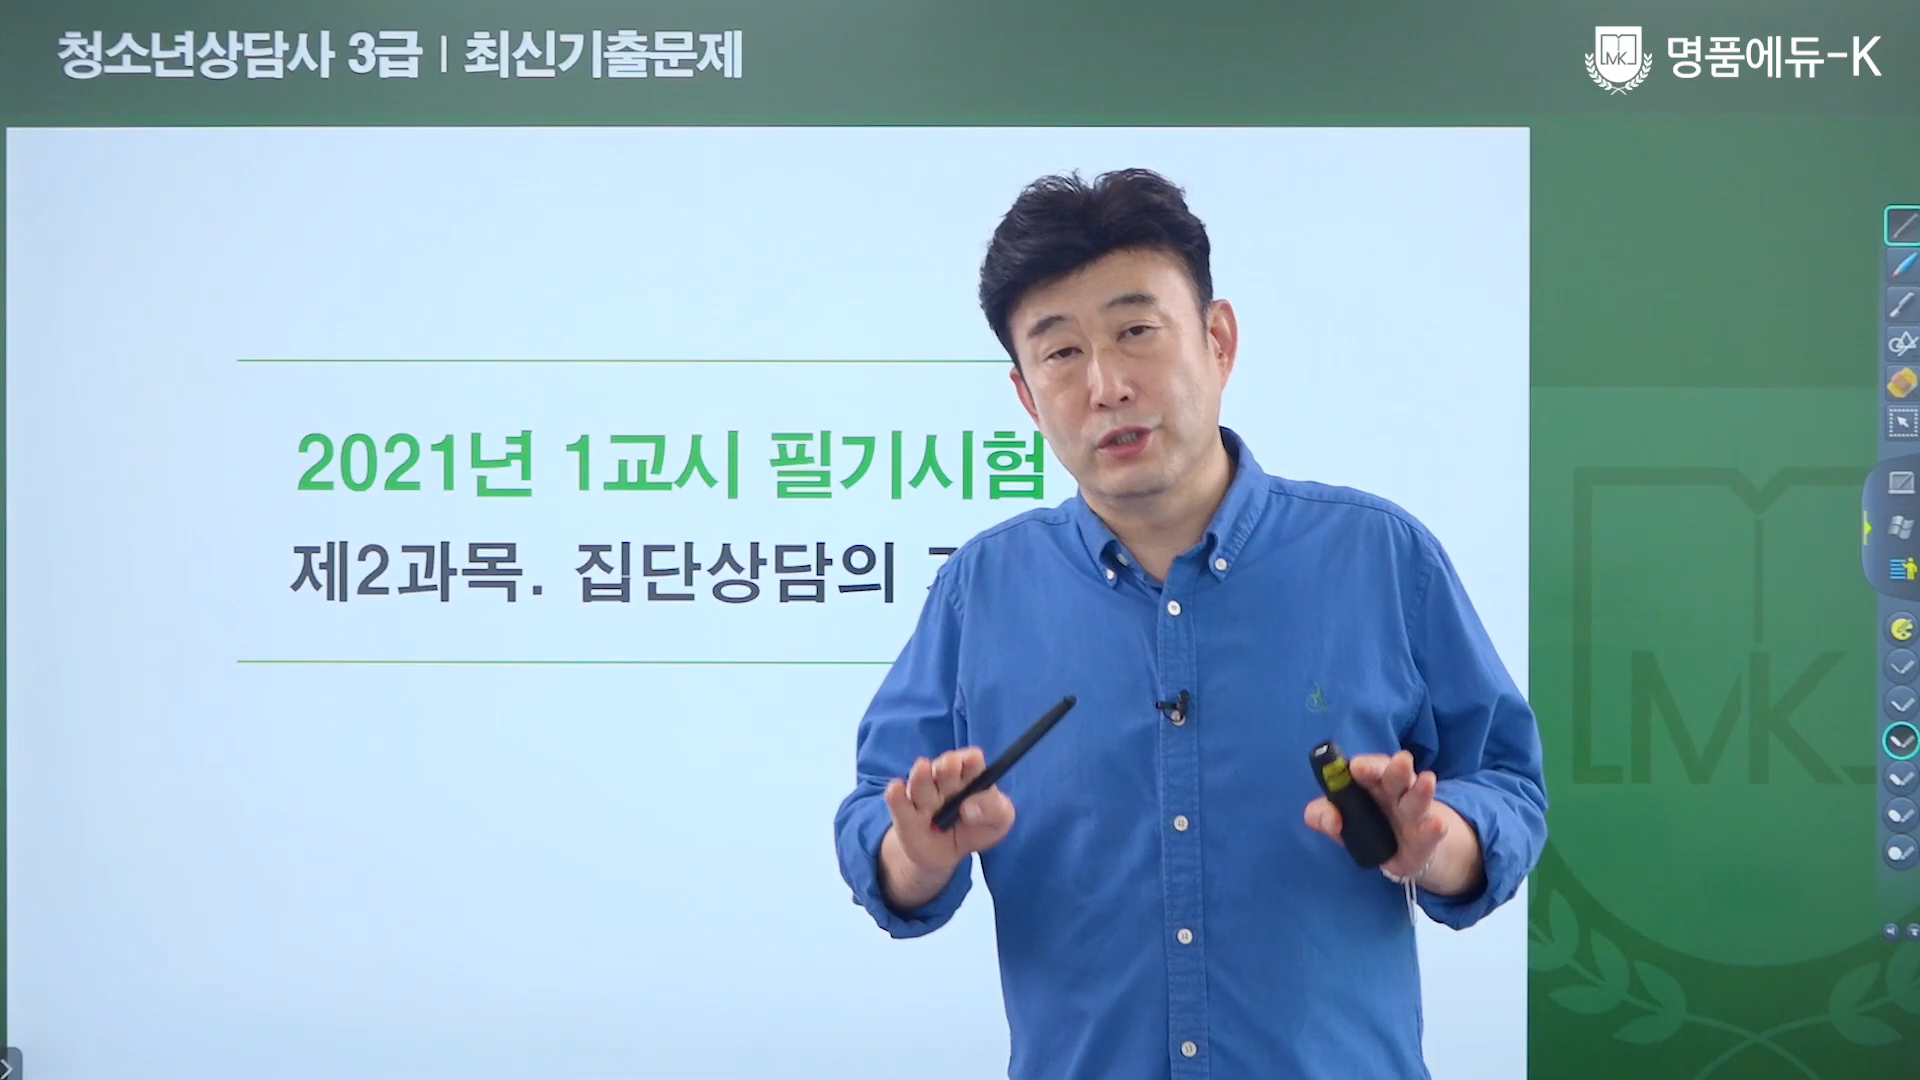 청소년상담사 3급 | 최신기출문제
MK 명품에듀-K
2021년 1교시 필기시험
제2과목. 집단상담의
MK